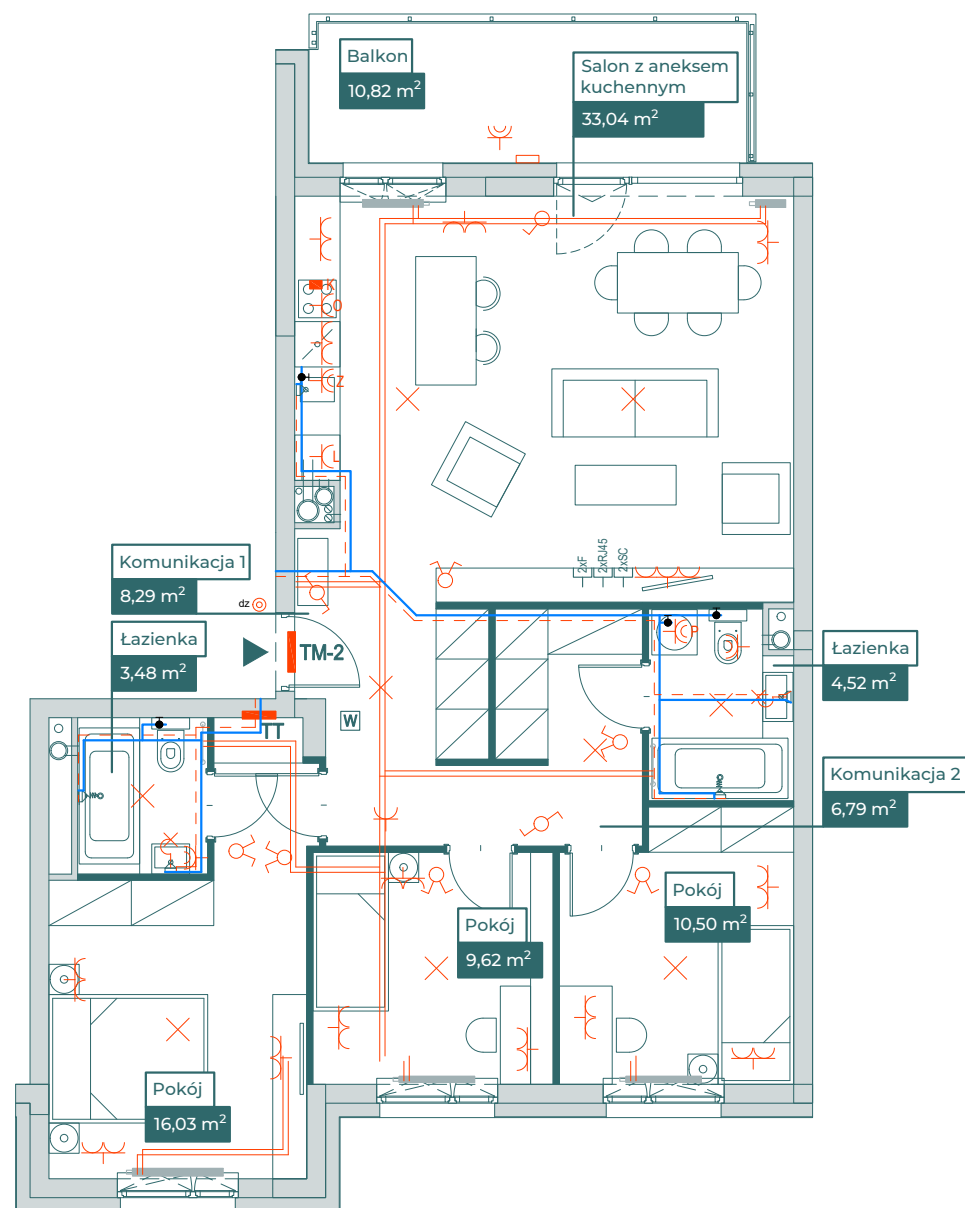 Balkon
10,82 m²
Salon z aneksem
kuchennym
33,04 m²
K
O
Z
L
2xF
2xRJ45
2xSC
Komunikacja 1
8,29 m²
dz
Łazienka
3,48 m²
TM-2
Łazienka
4,52 m²
W
TT
Komunikacja 2
6,79 m²
Pokój
10,50 m²
Pokój
9,62 m²
Pokój
16,03 m²